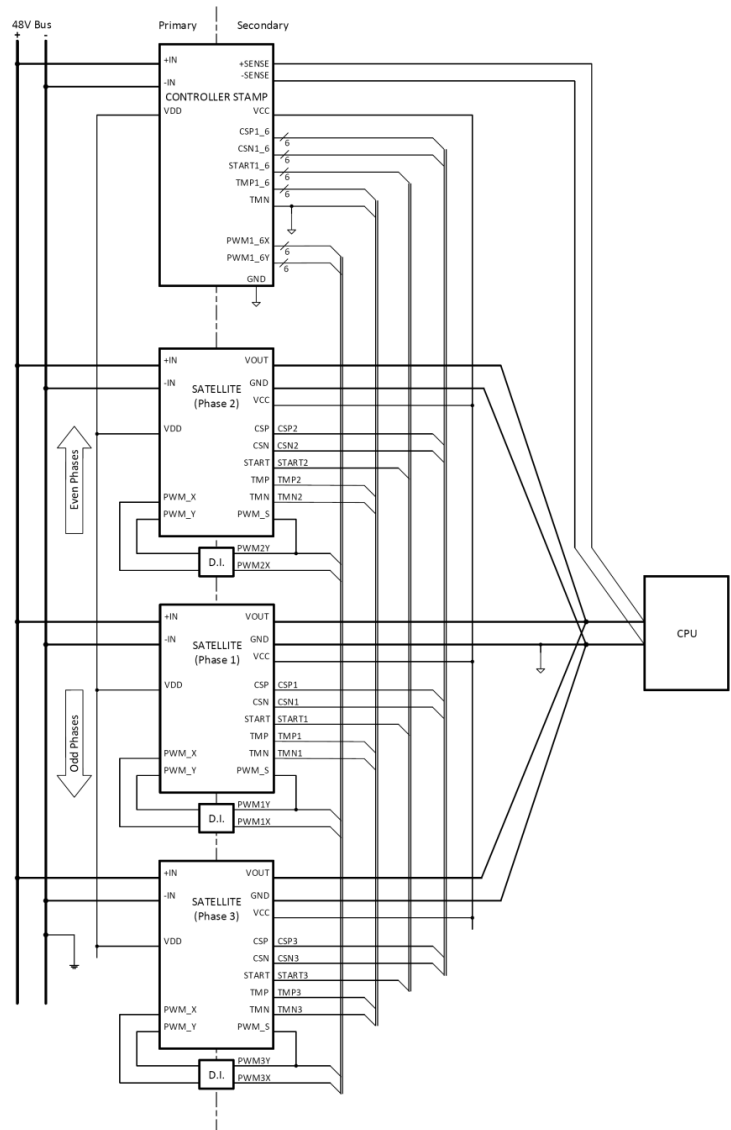 48V Bus
+ -
Primary Secondary
+IN
-IN
+SENSE
-SENSE
CONTROLLER STAMP
VDD VCC
CSP1_6
6
CSN1_6
6
START1_6
6
TMP1_6
6
TMN
PWM1_6X
6
PWM1_6Y
6
GND
+IN VOUT
-IN GND
SATELLITE
(Phase 2)
VCC
VDD CSP CSP2
CSN CSN2
START START2
TMP TMP2
PWM_X TMN TMN2
PWM_Y PWM_S
D.I.
PWM2Y
PWM2X
Even Phases
+IN VOUT
-IN GND
SATELLITE
(Phase 1)
VCC
CPU
VDD CSP CSP1
CSN CSN1
START START1
TMP TMP1
PWM_X TMN TMN1
PWM_Y PWM_S
D.I.
PWM1Y
PWM1X
Odd Phases
+IN VOUT
-IN GND
SATELLITE
(Phase 3)
VCC
VDD CSP CSP3
CSN CSN3
START START3
TMP TMP3
PWM_X TMN TMN3
PWM_Y PWM_S
D.I.
PWM3Y
PWM3X